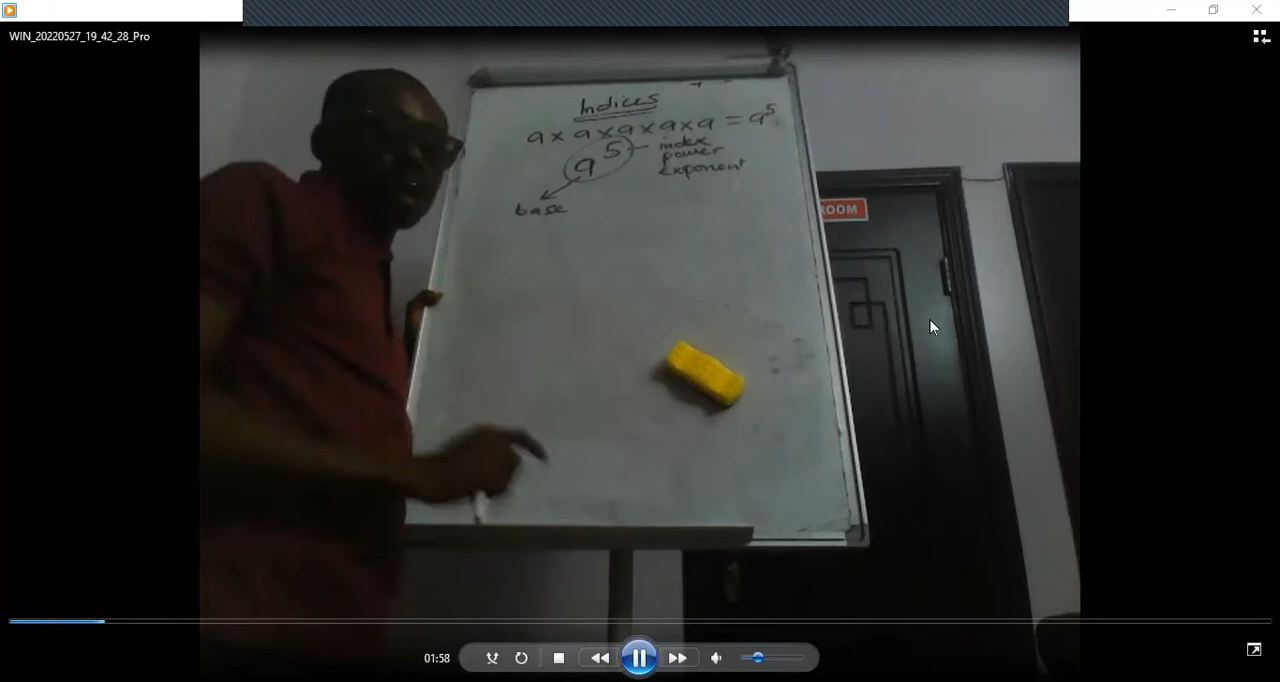 WIN_20220527_19_42_28_Pro
Indices
a × a × a × a × a = a⁵
a⁵ index
power
exponent
base
ROOM
01:58